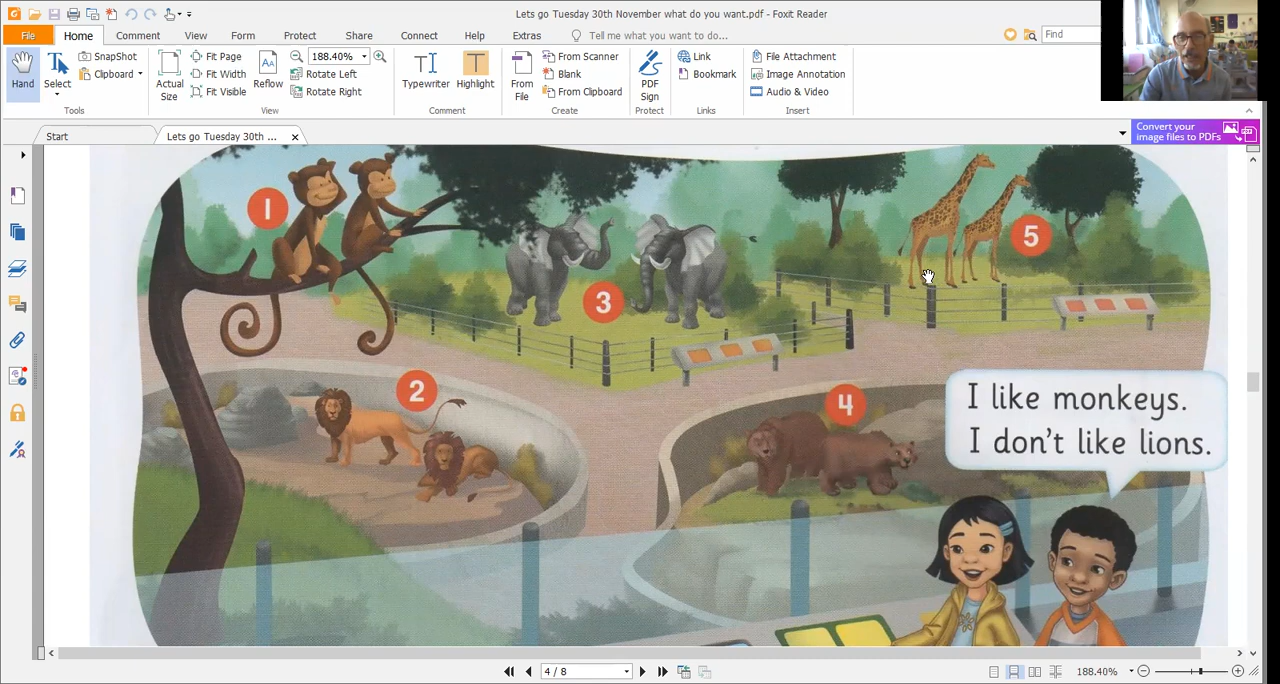 Lets go Tuesday 30th November what do you want.pdf - Foxit Reader
File Home Comment View Form Protect Share Connect Help Extras Tell me what you want to do... Find
Hand
Select
SnapShot
Clipboard
Tools
Actual
Size
Fit Page
Fit Width
Fit Visible
Reflow
188.40%
Rotate Left
Rotate Right
View
Typewriter
Highlight
Comment
From
File
From Scanner
Blank
From Clipboard
Create
PDF
Sign
Protect
Link
Bookmark
Links
File Attachment
Image Annotation
Audio & Video
Insert
Start
Lets go Tuesday 30th ...
Convert your
image files to PDFs
1
2
3
4
5
I like monkeys.
I don't like lions.
4 / 8
188.40%